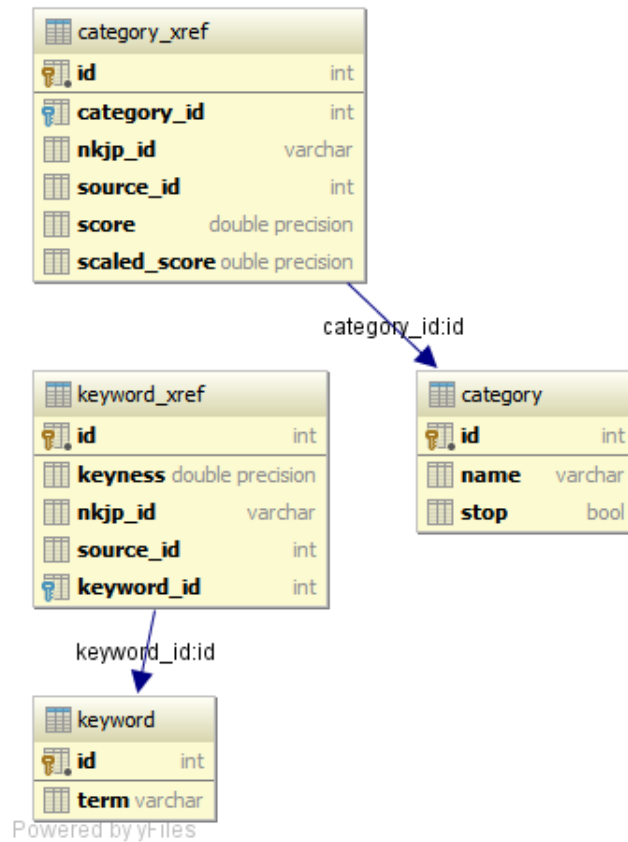 category_xref
id int
category_id int
nkjp_id varchar
source_id int
score double precision
scaled_score ouble precision
category_id:id
keyword_xref
id int
keyness double precision
nkjp_id varchar
source_id int
keyword_id int
category
id int
name varchar
stop bool
keyword_id:id
keyword
id int
term varchar
Powered by yFiles